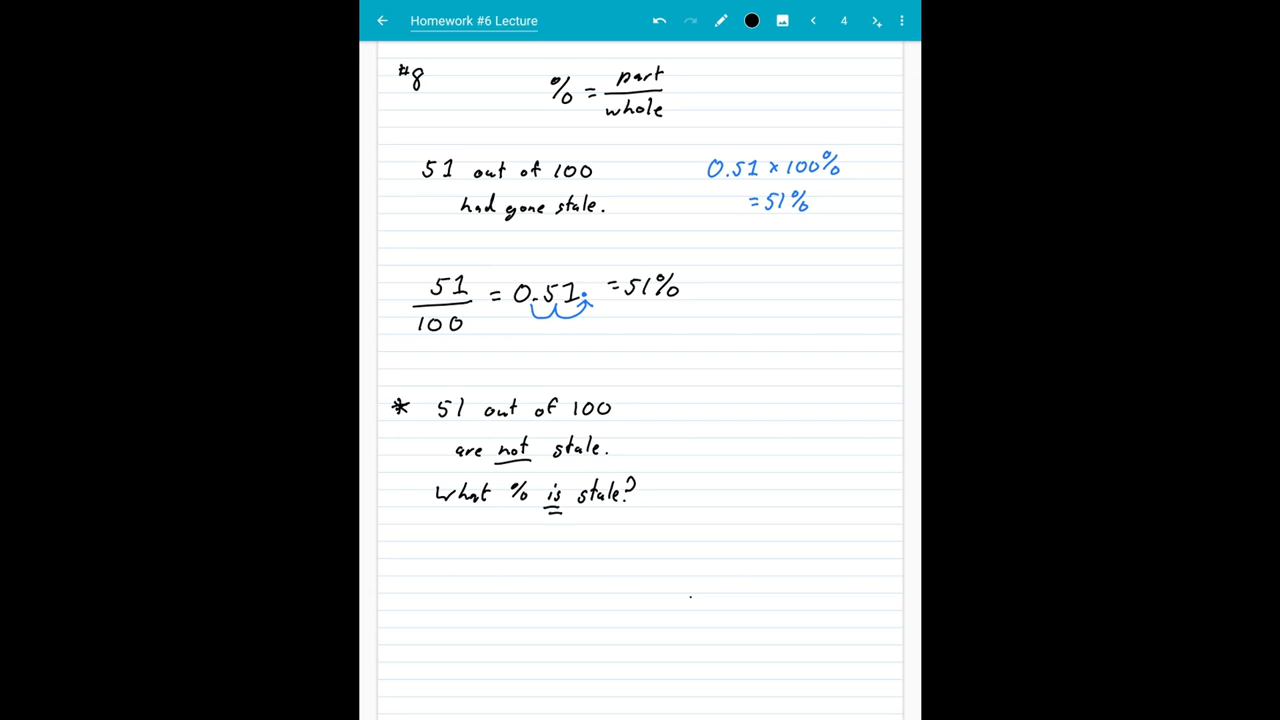 Homework #6 Lecture
4
#8
% = part
whole
51 out of 100
had gone stale.
0.51 × 100%
= 51%
51
100
= 0.51. = 51%
* 51 out of 100
are not stale.
What % is stale?